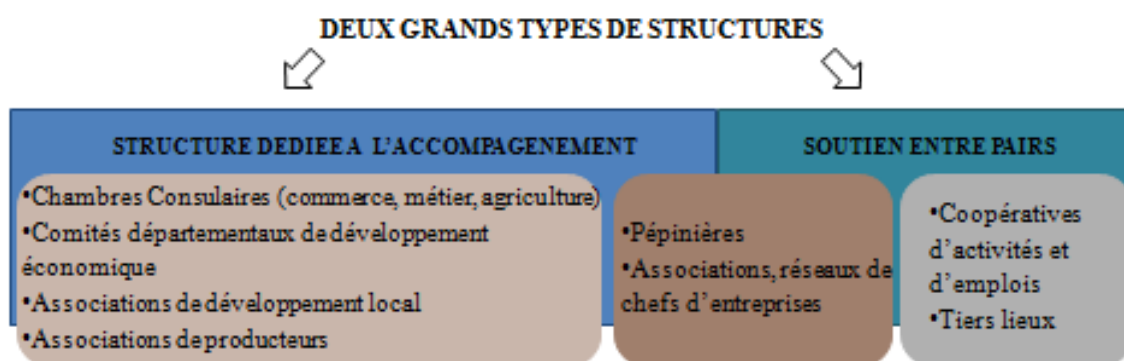 DEUX GRANDS TYPES DE STRUCTURES
STRUCTURE DEDIEE A L’ACCOMPAGENEMENT
•Chambres Consulaires (commerce, métier, agriculture)
•Comités départementaux de développement
économique
•Associations de développement local
•Associations de producteurs
•Pépinières
•Associations, réseaux de
chefs d’entreprises
SOUTIEN ENTRE PAIRS
•Coopératives
d’activités et
d’emplois
•Tiers lieux